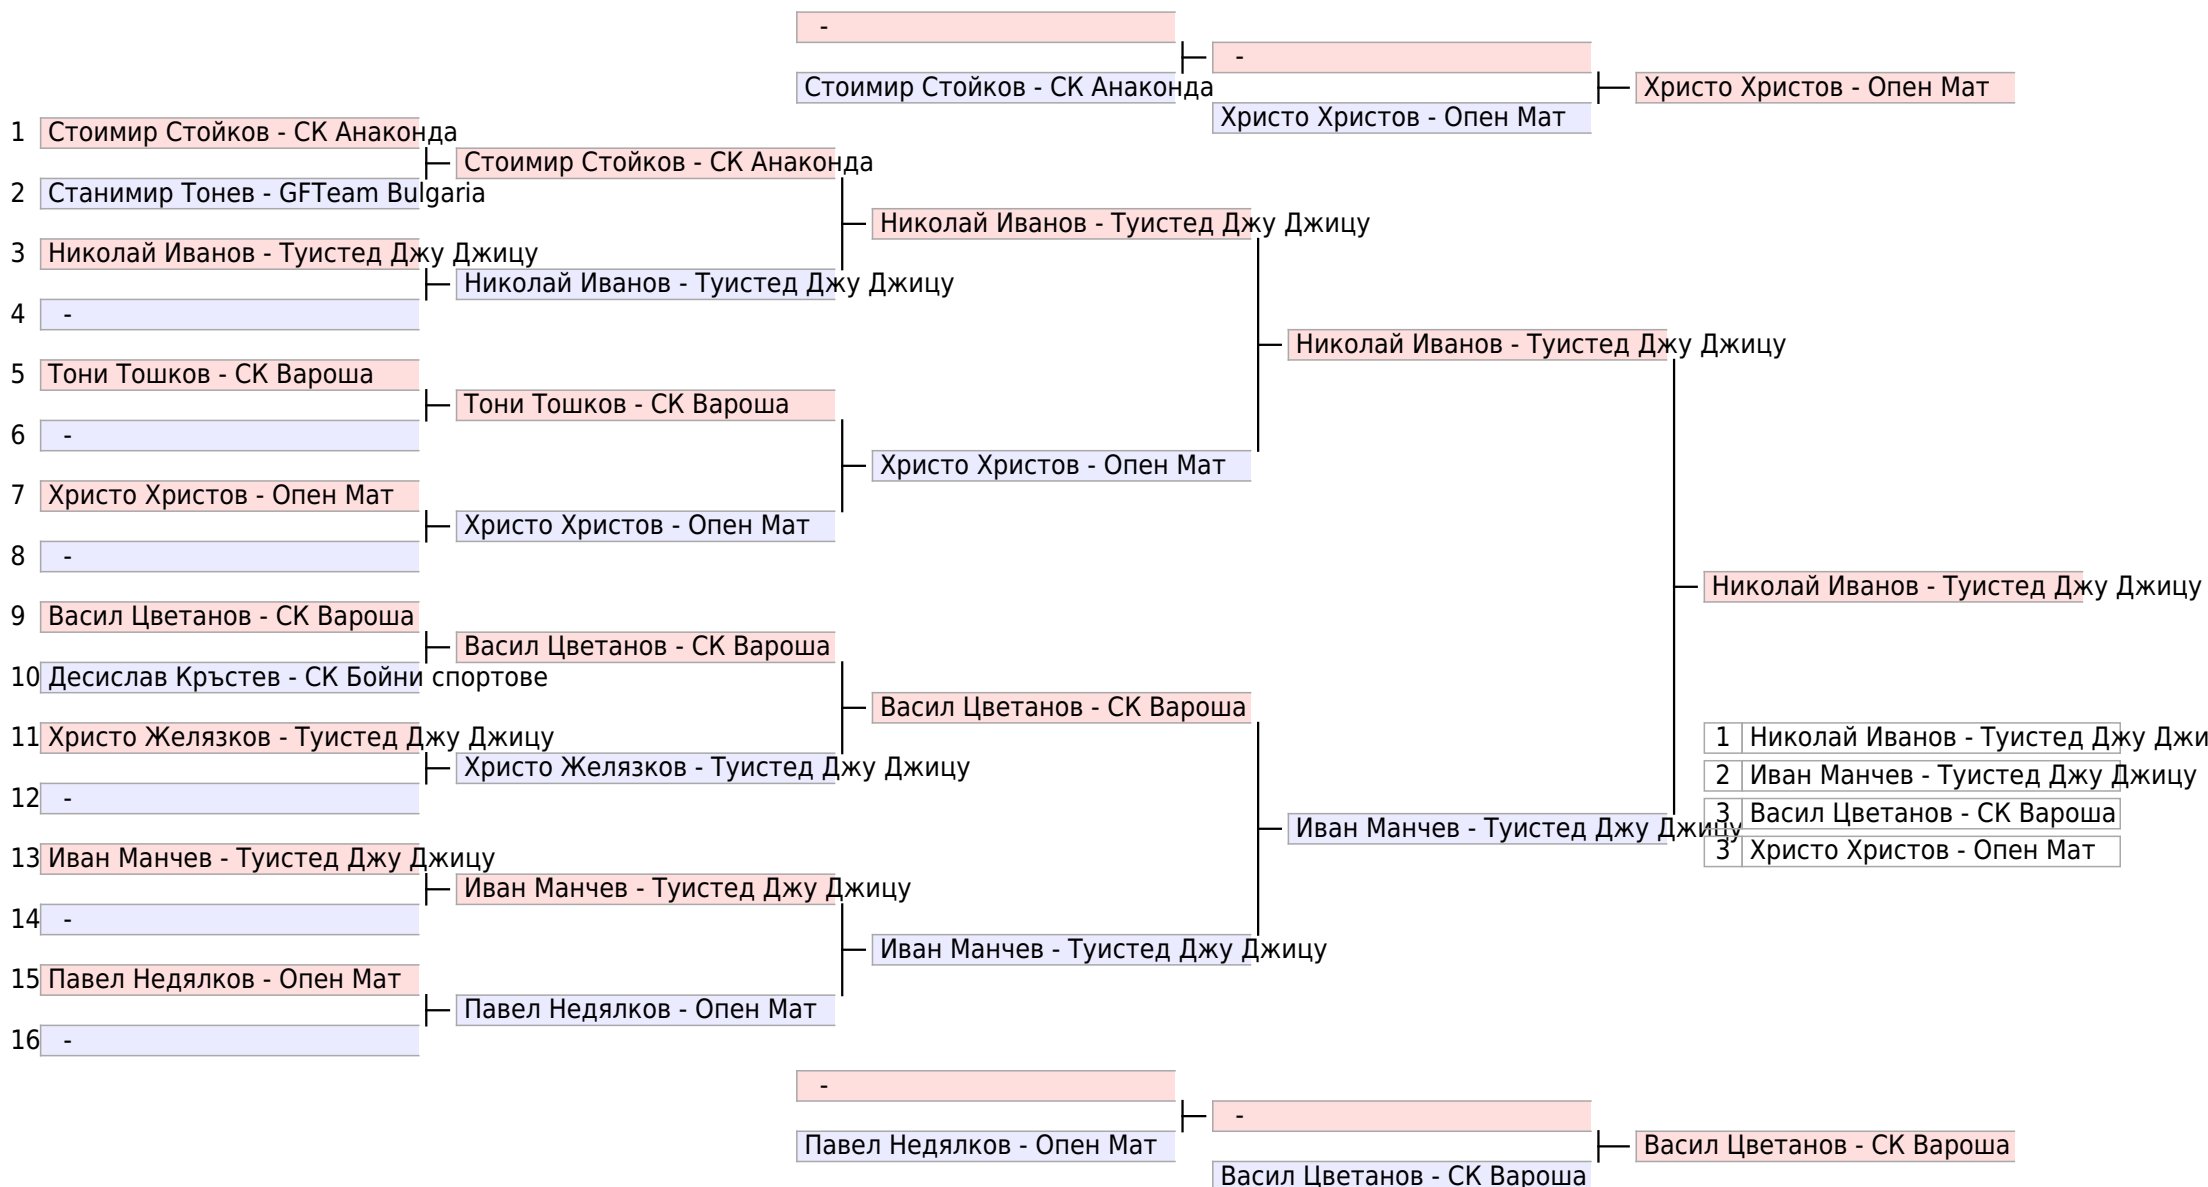 -
-
Стоимир Стойков - СК Анаконда
Христо Христов - Опен Мат
Христо Христов - Опен Мат
1 Стоимир Стойков - СК Анаконда
Стоимир Стойков - СК Анаконда
2 Станимир Тонев - GFTeam Bulgaria
Николай Иванов - Туистед Джу Джицу
3 Николай Иванов - Туистед Джу Джицу
Николай Иванов - Туистед Джу Джицу
4 -
Николай Иванов - Туистед Джу Джицу
5 Тони Тошков - СК Вароша
Тони Тошков - СК Вароша
6 -
Христо Христов - Опен Мат
7 Христо Христов - Опен Мат
Христо Христов - Опен Мат
8 -
Николай Иванов - Туистед Джу Джицу
9 Васил Цветанов - СК Вароша
Васил Цветанов - СК Вароша
10 Десислав Кръстев - СК Бойни спортове
Васил Цветанов - СК Вароша
11 Христо Желязков - Туистед Джу Джицу
Христо Желязков - Туистед Джу Джицу
12 -
1 Николай Иванов - Туистед Джу Джи
2 Иван Манчев - Туистед Джу Джицу
3 Васил Цветанов - СК Вароша
3 Христо Христов - Опен Мат
Иван Манчев - Туистед Джу Джицу
13 Иван Манчев - Туистед Джу Джицу
Иван Манчев - Туистед Джу Джицу
14 -
Иван Манчев - Туистед Джу Джицу
15 Павел Недялков - Опен Мат
Павел Недялков - Опен Мат
16 -
-
-
Павел Недялков - Опен Мат
Васил Цветанов - СК Вароша
Васил Цветанов - СК Вароша